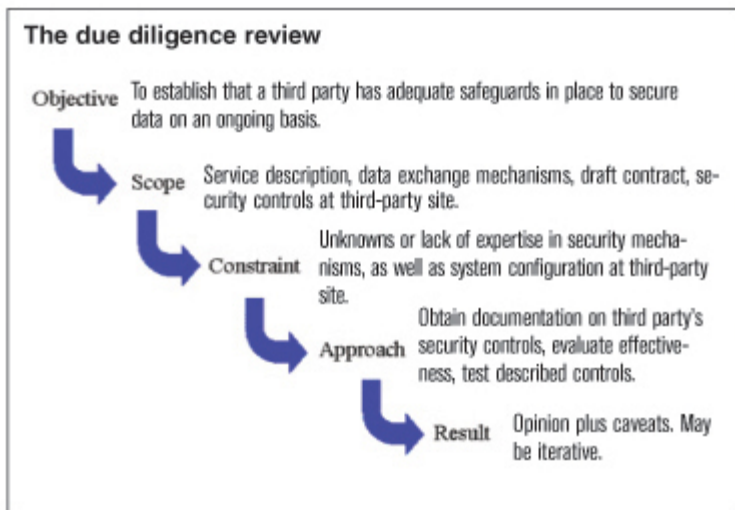 The due diligence review
Objective
To establish that a third party has adequate safeguards in place to secure
data on an ongoing basis.
Scope
Service description, data exchange mechanisms, draft contract, se-
curity controls at third-party site.
Constraint
Unknowns or lack of expertise in security mecha-
nisms, as well as system configuration at third-party
site.
Approach
Obtain documentation on third party's
security controls, evaluate effective-
ness, test described controls.
Result
Opinion plus caveats. May
be iterative.